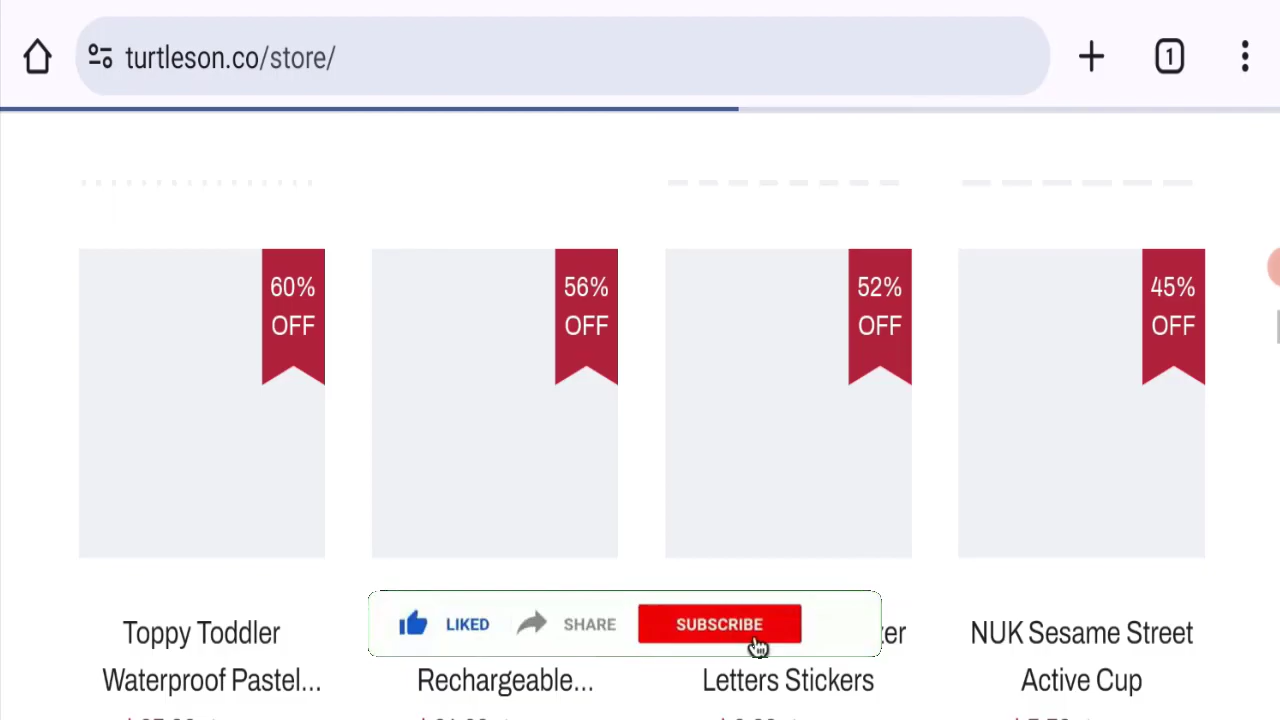 turtleson.co/store/
1
60% OFF
56% OFF
52% OFF
45% OFF
LIKED SHARE SUBSCRIBE
Toppy Toddler
Waterproof Pastel...
Rechargeable...
Letters Stickers
NUK Sesame Street
Active Cup